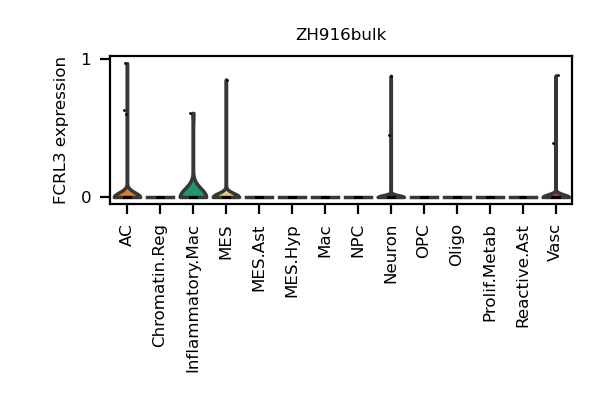 ZH916bulk
FCRL3 expression
1
0
AC
Chromatin.Reg
Inflammatory.Mac
MES
MES.Ast
MES.Hyp
Mac
NPC
Neuron
OPC
Oligo
Prolif.Metab
Reactive.Ast
Vasc